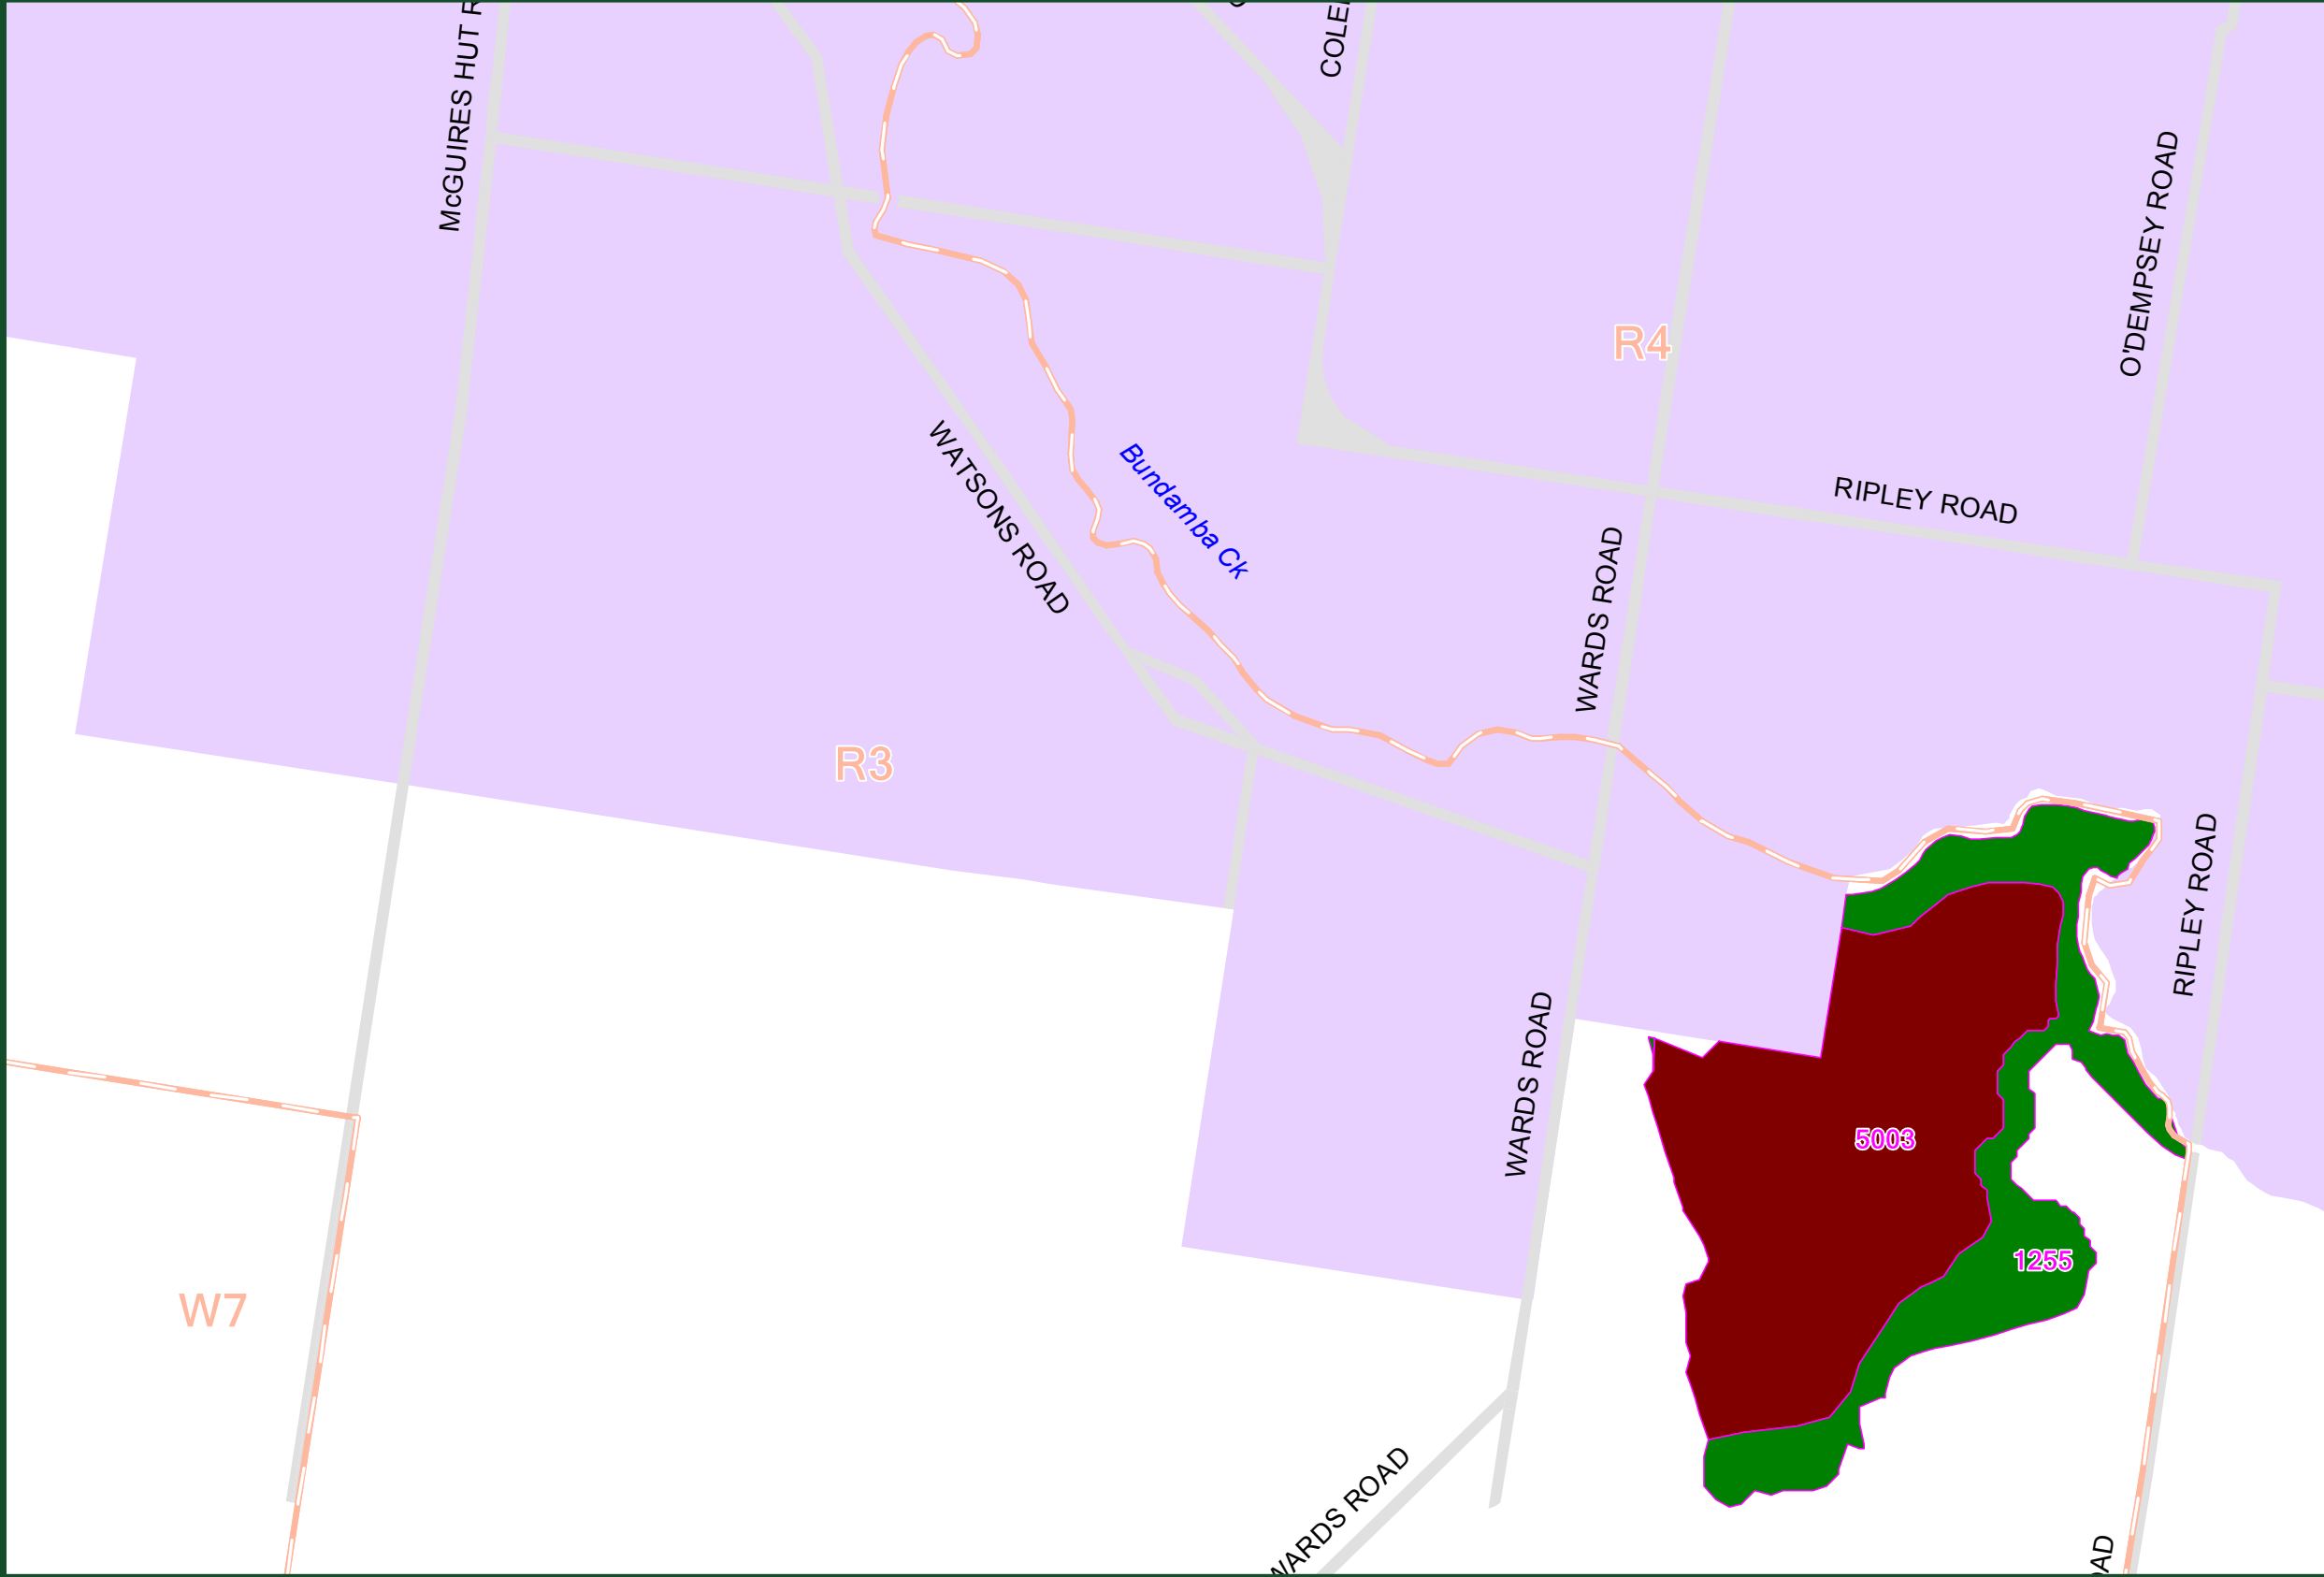 McGUIRES HUT R
COLE
O'DEMPSEY ROAD
R4
WATSONS ROAD
Bundamba Ck
RIPLEY ROAD
WARDS ROAD
R3
RIPLEY ROAD
WARDS ROAD
5003
1255
W7
WARDS ROAD
OAD